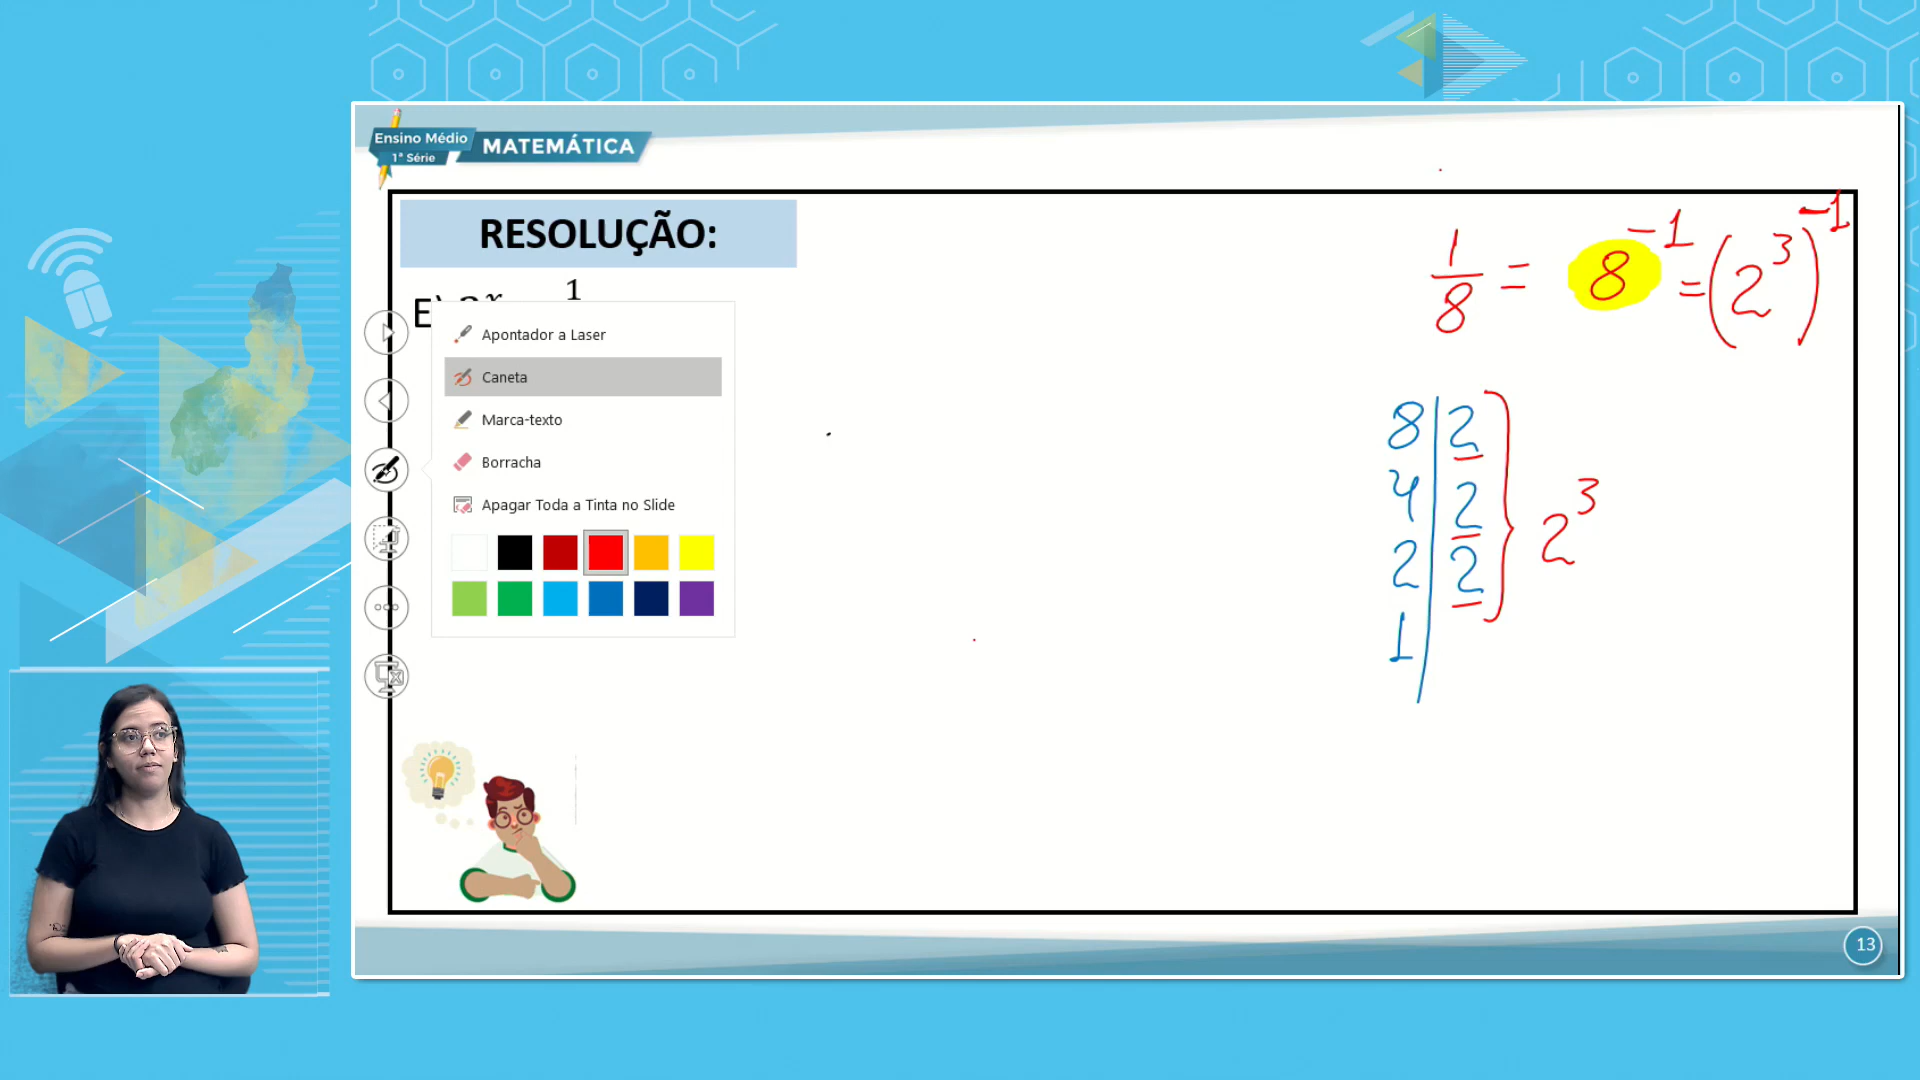 Ensino Médio
1ª Série
MATEMÁTICA
RESOLUÇÃO:
1
Apontador a Laser
Caneta
Marca-texto
Borracha
Apagar Toda a Tinta no Slide
1/8 = 8^-1 = (2^3)^-1
8 | 2
4 | 2
2 | 2
1
2^3
13